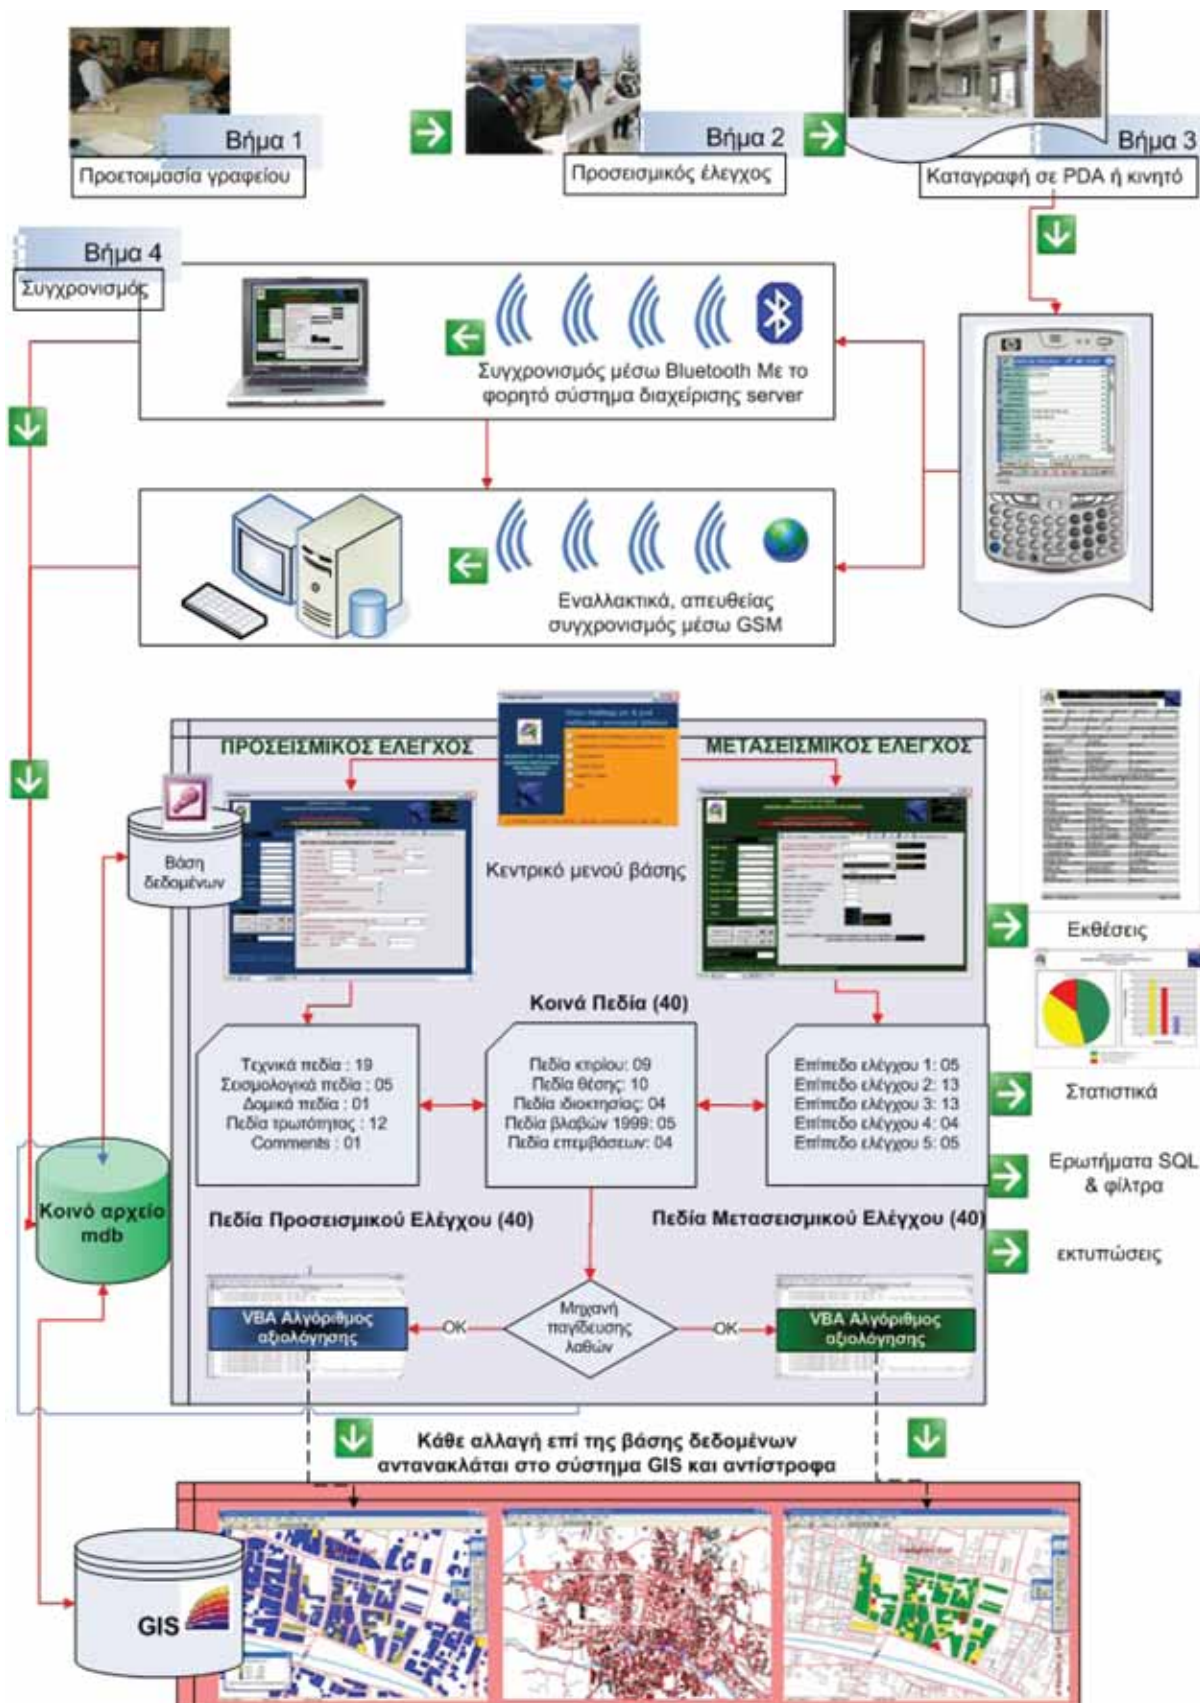 Βήμα 1
Προετοιμασία γραφείου
Βήμα 2
Προσεισμικός έλεγχος
Βήμα 3
Καταγραφή σε PDA ή κινητό
Βήμα 4
Συγχρονισμός
Συγχρονισμός μέσω Bluetooth Με το
φορητό σύστημα διαχείρισης server
Εναλλακτικά, απευθείας
συγχρονισμός μέσω GSM
ΠΡΟΣΕΙΣΜΙΚΟΣ ΕΛΕΓΧΟΣ
ΜΕΤΑΣΕΙΣΜΙΚΟΣ ΕΛΕΓΧΟΣ
Βάση
δεδομένων
Κεντρικό μενού βάσης
Εκθέσεις
Κοινά Πεδία (40)
Τεχνικά πεδία : 19
Σεισμολογικά πεδία : 05
Δομικά πεδία : 01
Πεδία τρωτότητας : 12
Comments : 01
Πεδία κτιρίου: 09
Πεδία θέσης: 10
Πεδία ιδιοκτησίας: 04
Πεδία βλαβών 1999: 05
Πεδία επεμβάσεων: 04
Επίπεδο ελέγχου 1: 05
Επίπεδο ελέγχου 2: 13
Επίπεδο ελέγχου 3: 13
Επίπεδο ελέγχου 4: 04
Επίπεδο ελέγχου 5: 05
Στατιστικά
Ερωτήματα SQL
& φίλτρα
εκτυπώσεις
Κοινό αρχείο
mdb
Πεδία Προσεισμικού Ελέγχου (40)
Πεδία Μετασεισμικού Ελέγχου (40)
VBA Αλγόριθμος
αξιολόγησης
OK
Μηχανή
παγίδευσης
λαθών
OK
VBA Αλγόριθμος
αξιολόγησης
Κάθε αλλαγή επί της βάσης δεδομένων
αντανακλάται στο σύστημα GIS και αντίστροφα
GIS